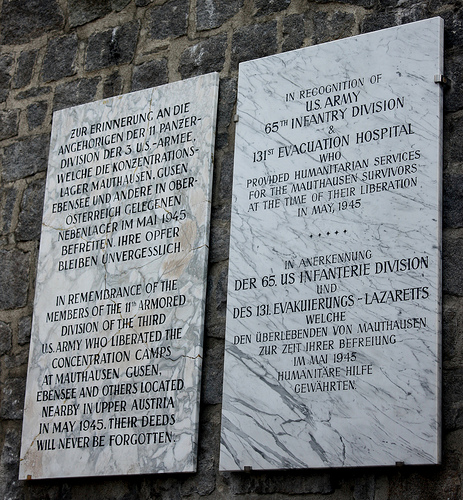 ZUR ERINNERUNG AN DIE
ANGEHÖRIGEN DER 11 PANZER-
DIVISION DER 3. U.S.-ARMEE,
WELCHE DIE KONZENTRATIONS-
LAGER MAUTHAUSEN, GUSEN
EBENSEE UND ANDERE IN OBER-
ÖSTERREICH GELEGENEN
NEBENLAGER IM MAI 1945
BEFREITEN. IHRE OPFER
BLEIBEN UNVERGESSLICH.
IN REMEMBRANCE OF THE
MEMBERS OF THE 11TH ARMORED
DIVISION OF THE THIRD
U.S. ARMY WHO LIBERATED THE
CONCENTRATION CAMPS
AT MAUTHAUSEN, GUSEN,
EBENSEE AND OTHERS LOCATED
NEARBY IN UPPER AUSTRIA
IN MAY 1945. THEIR DEEDS
WILL NEVER BE FORGOTTEN.
IN RECOGNITION OF
U.S. ARMY
65TH INFANTRY DIVISION
&
131ST EVACUATION HOSPITAL
WHO
PROVIDED HUMANITARIAN SERVICES
FOR THE MAUTHAUSEN SURVIVORS
AT THE TIME OF THEIR LIBERATION
IN MAY, 1945
* * * * *
IN ANERKENNUNG
DER 65. US INFANTERIE DIVISION
UND
DES 131. EVAKUIERUNGS-LAZARETTS
WELCHE
DEN ÜBERLEBENDEN VON MAUTHAUSEN
ZUR ZEIT JHRER BEFREIUNG
IM MAI 1945
HUMANITÄRE HILFE
GEWÄHRTEN.